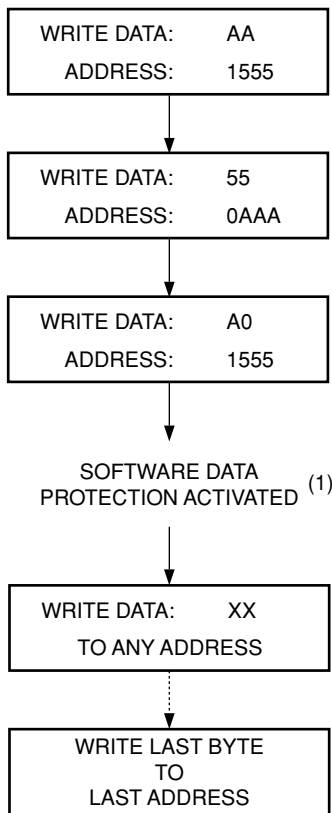 WRITE DATA: AA
ADDRESS: 1555
WRITE DATA: 55
ADDRESS: 0AAA
WRITE DATA: A0
ADDRESS: 1555
SOFTWARE DATA
PROTECTION ACTIVATED (1)
WRITE DATA: XX
TO ANY ADDRESS
WRITE LAST BYTE
TO
LAST ADDRESS